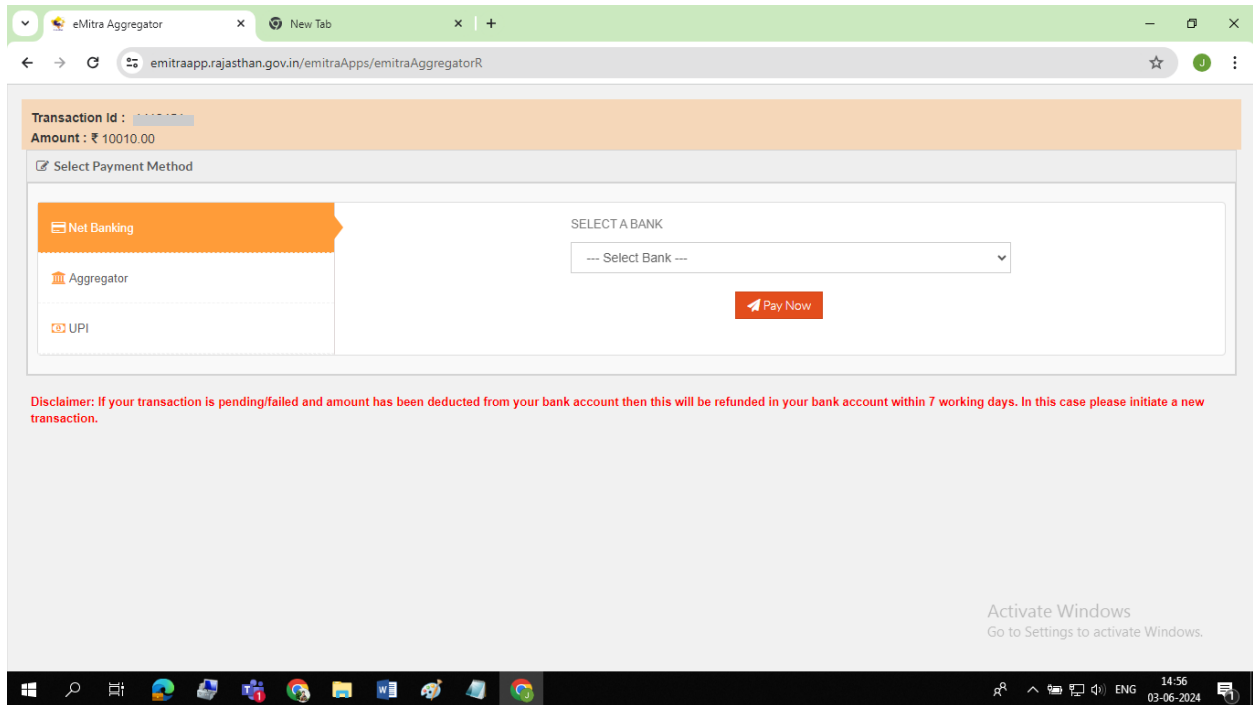 eMitra Aggregator
New Tab
emitraapp.rajasthan.gov.in/emitraApps/emitraAggregatorR
J
Transaction Id :
Amount : ₹ 10010.00
Select Payment Method
Net Banking
SELECT A BANK
--- Select Bank ---
Aggregator
Pay Now
UPI
Disclaimer: If your transaction is pending/failed and amount has been deducted from your bank account then this will be refunded in your bank account within 7 working days. In this case please initiate a new
transaction.
Activate Windows
Go to Settings to activate Windows.
ENG
14:56
03-06-2024